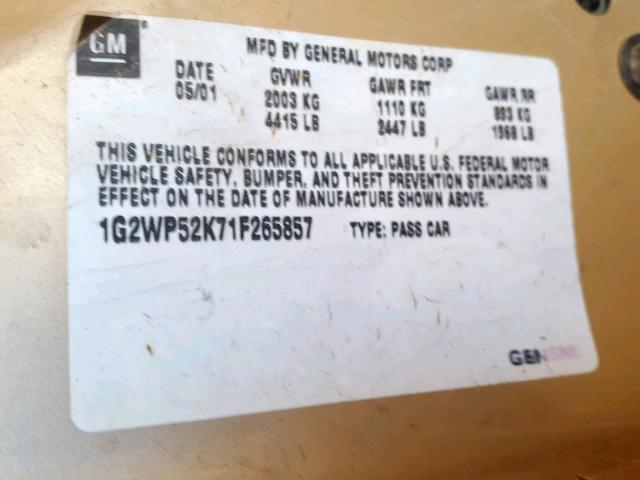 GM
MFD BY GENERAL MOTORS CORP
DATE GVWR GAWR FRT GAWR RR
05/01 2003 KG 1110 KG 893 KG
4415 LB 2447 LB 1968 LB
THIS VEHICLE CONFORMS TO ALL APPLICABLE U.S. FEDERAL MOTOR
VEHICLE SAFETY, BUMPER, AND THEFT PREVENTION STANDARDS IN
EFFECT ON THE DATE OF MANUFACTURE SHOWN ABOVE.
1G2WP52K71F265857 TYPE: PASS CAR